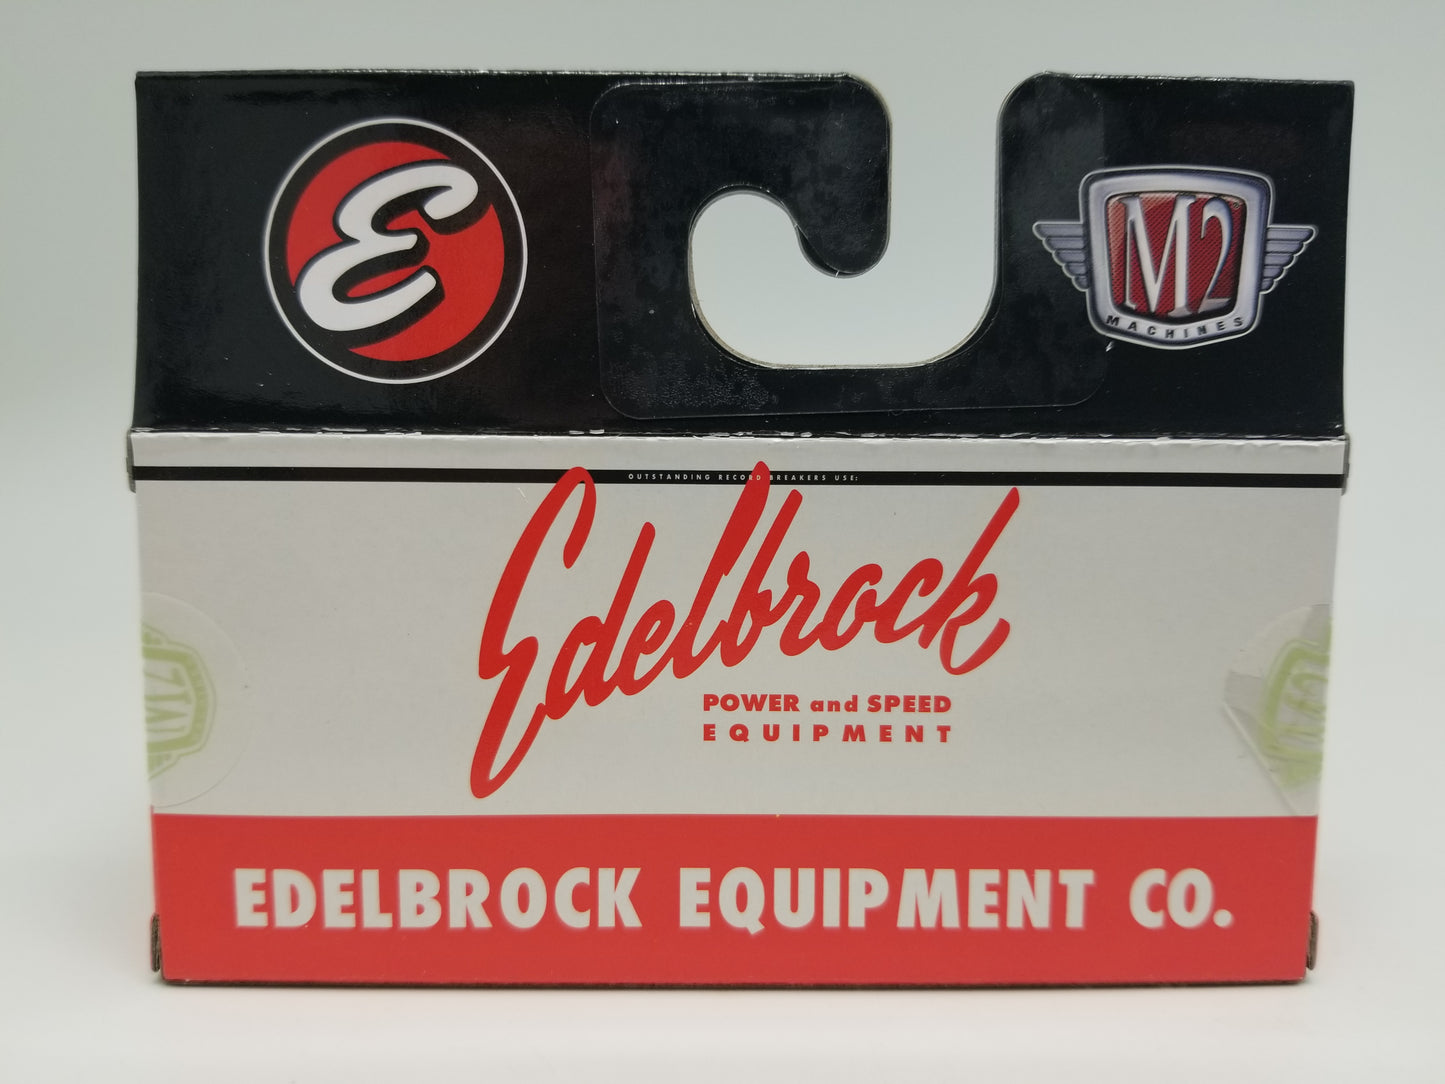 E
M2
MACHINES
OUTSTANDING RECORD BREAKERS USE:
Edelbrock
POWER and SPEED
EQUIPMENT
EDELBROCK EQUIPMENT CO.